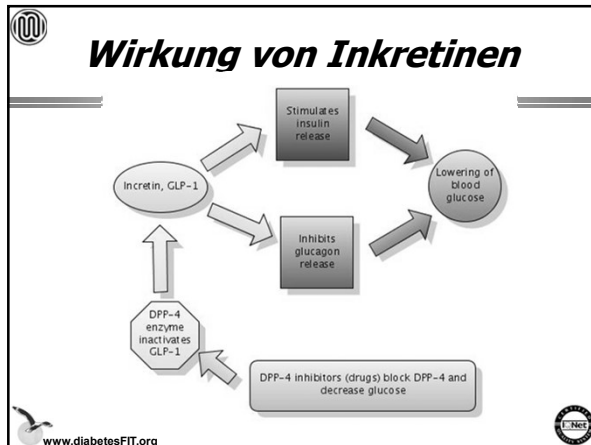 Wirkung von Inkretinen
Stimulates
insulin
release
Incretin, GLP-1
Lowering of
blood
glucose
Inhibits
glucagon
release
DPP-4
enzyme
inactivates
GLP-1
DPP-4 inhibitors (drugs) block DPP-4 and
decrease glucose
www.diabetesFIT.org